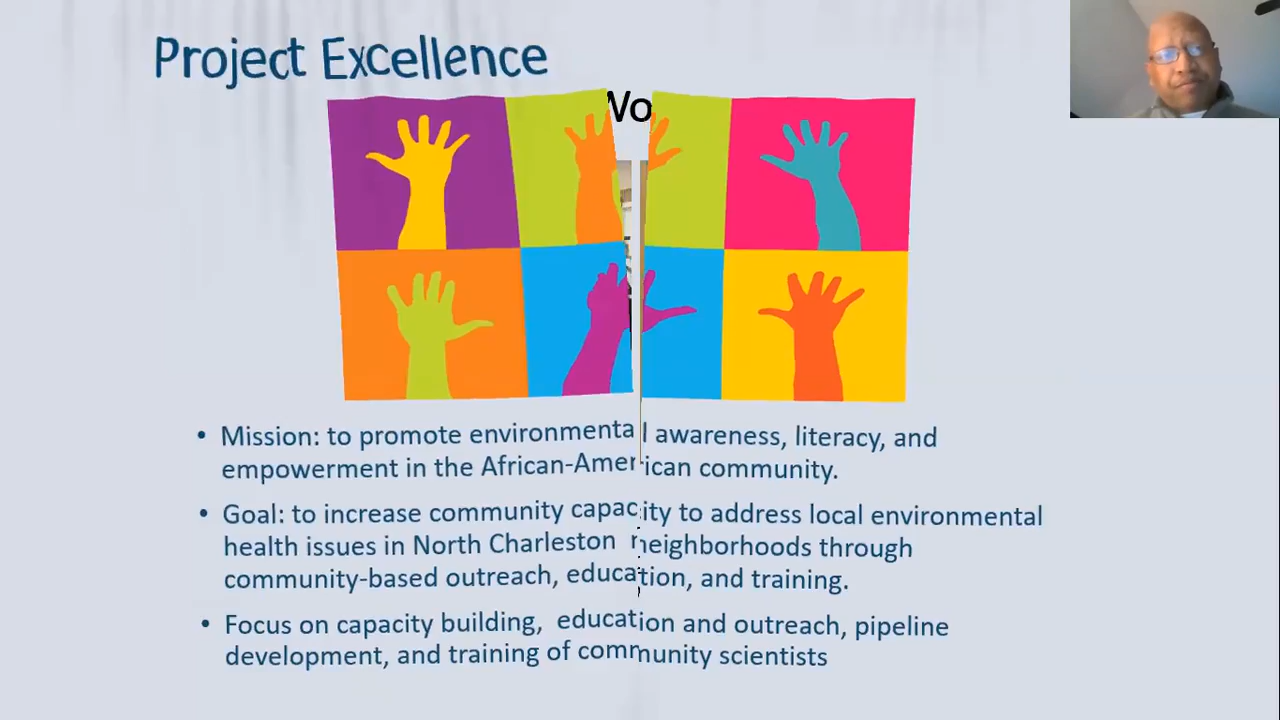 Project Excellence
Wo
• Mission: to promote environmental awareness, literacy, and
empowerment in the African-American community.
• Goal: to increase community capacity to address local environmental
health issues in North Charleston neighborhoods through
community-based outreach, education, and training.
• Focus on capacity building, education and outreach, pipeline
development, and training of community scientists